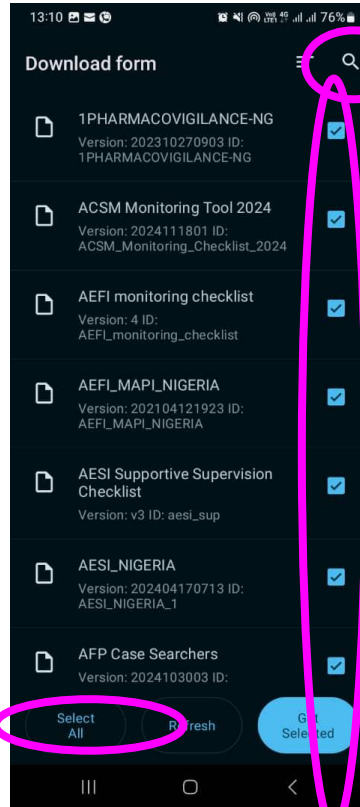 13:10 76%
Download form
1PHARMACOVIGILANCE-NG
Version: 202310270903 ID:
1PHARMACOVIGILANCE-NG
ACSM Monitoring Tool 2024
Version: 2024111801 ID:
ACSM_Monitoring_Checklist_2024
AEFI monitoring checklist
Version: 4 ID:
AEFI_monitoring_checklist
AEFI_MAPI_NIGERIA
Version: 202104121923 ID:
AEFI_MAPI_NIGERIA
AESI Supportive Supervision
Checklist
Version: v3 ID: aesi_sup
AESI_NIGERIA
Version: 202404170713 ID:
AESI_NIGERIA_1
AFP Case Searchers
Version: 2024103003 ID:
Select
All
Refresh
Get
Selected